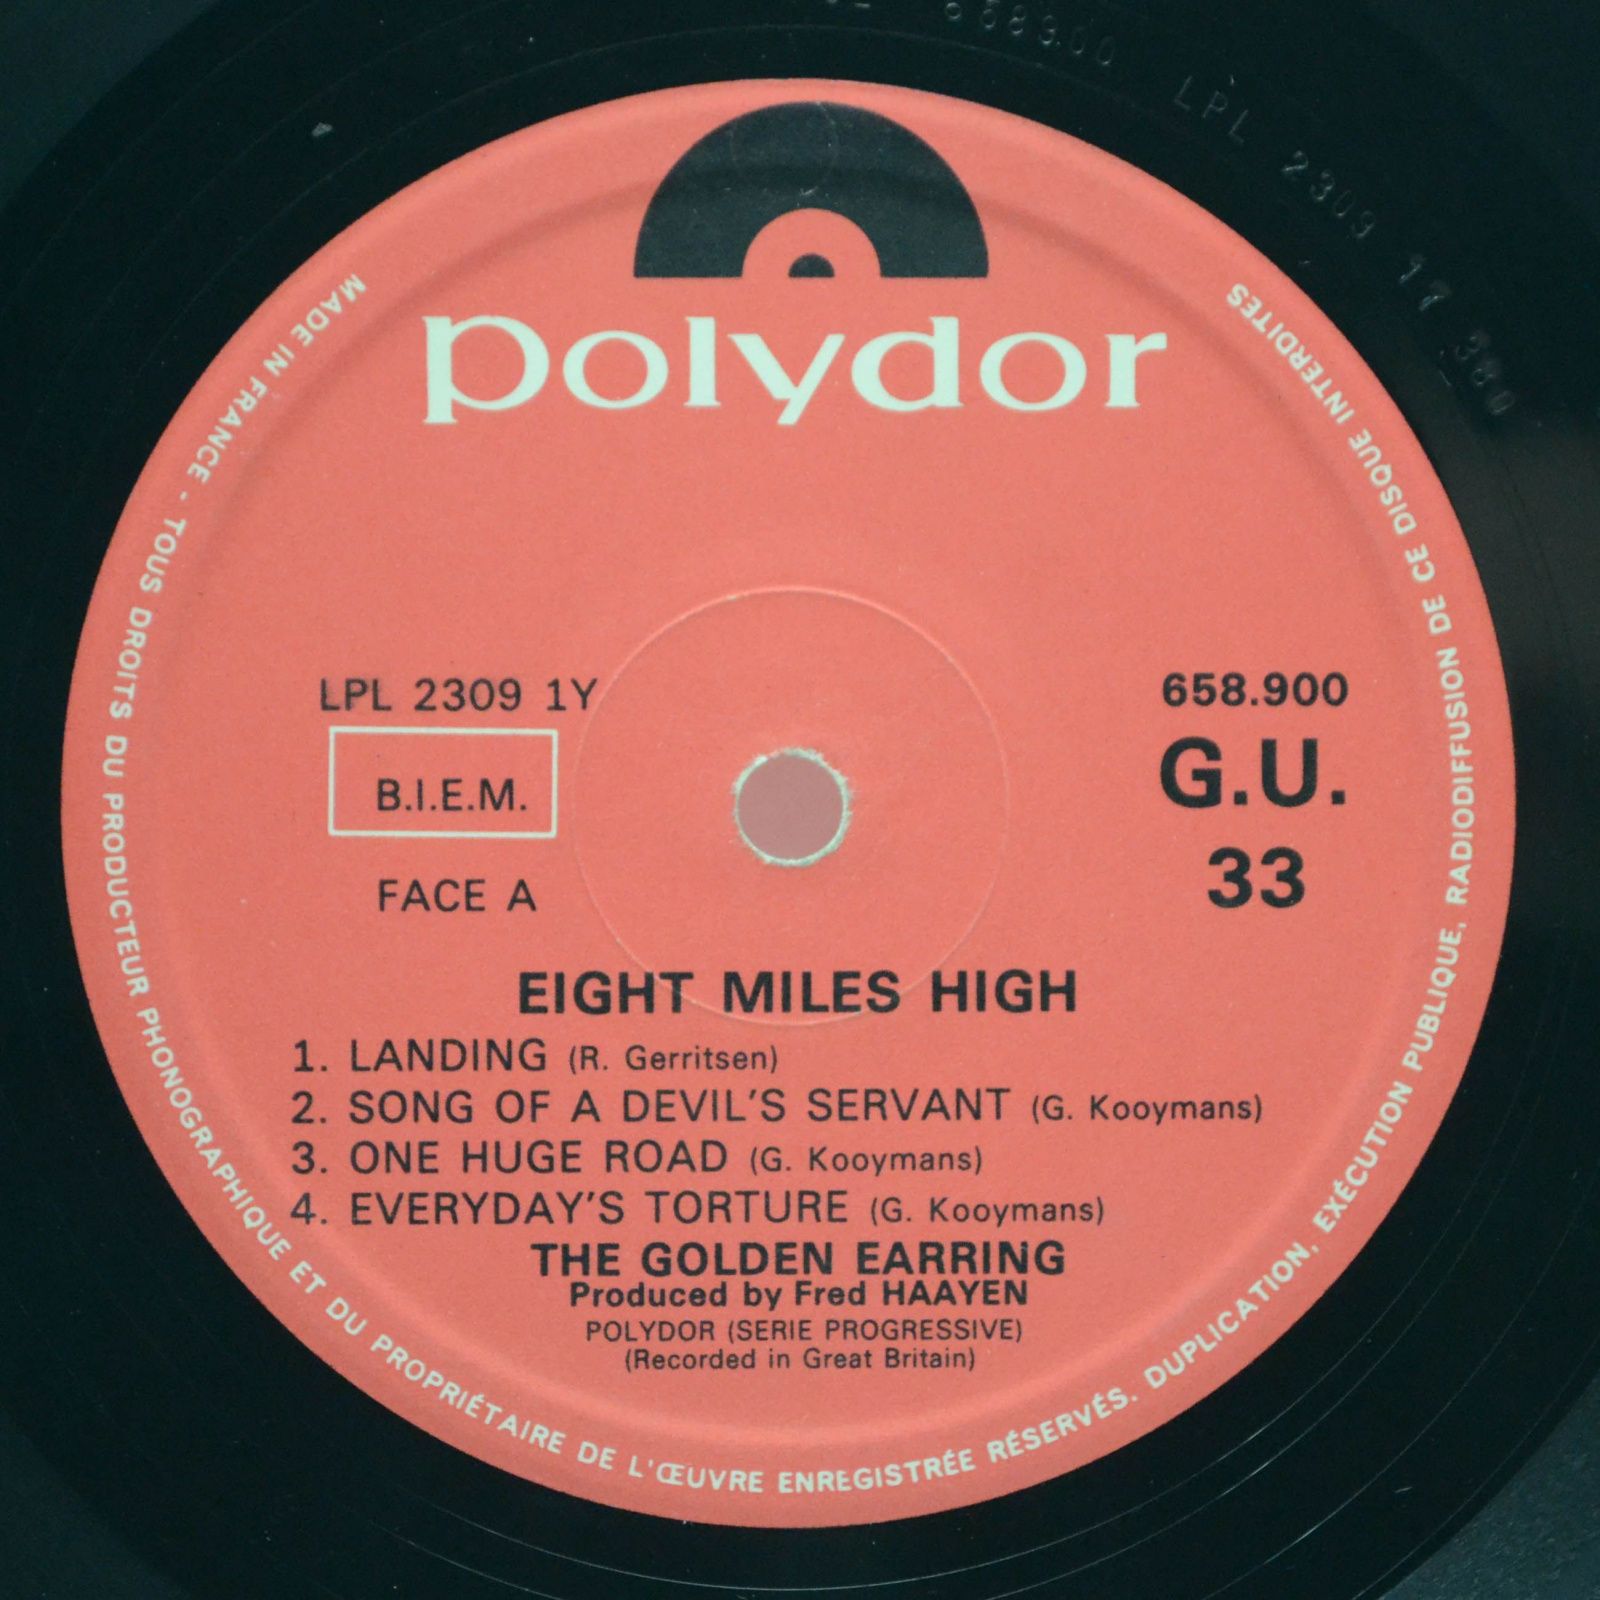 polydor
LPL 2309 1Y
B.I.E.M.
FACE A
658.900
G.U.
33
EIGHT MILES HIGH
1. LANDING (R. Gerritsen)
2. SONG OF A DEVIL'S SERVANT (G. Kooymans)
3. ONE HUGE ROAD (G. Kooymans)
4. EVERYDAY'S TORTURE (G. Kooymans)
THE GOLDEN EARRING
Produced by Fred HAAYEN
POLYDOR (SERIE PROGRESSIVE)
(Recorded in Great Britain)
MADE IN FRANCE - TOUS DROITS DU PRODUCTEUR PHONOGRAPHIQUE ET DU PROPRIÉTAIRE DE L'ŒUVRE ENREGISTRÉE RÉSERVÉS. DUPLICATION, EXÉCUTION PUBLIQUE, RADIODIFFUSION DE CE DISQUE INTERDITES
LPL 2309